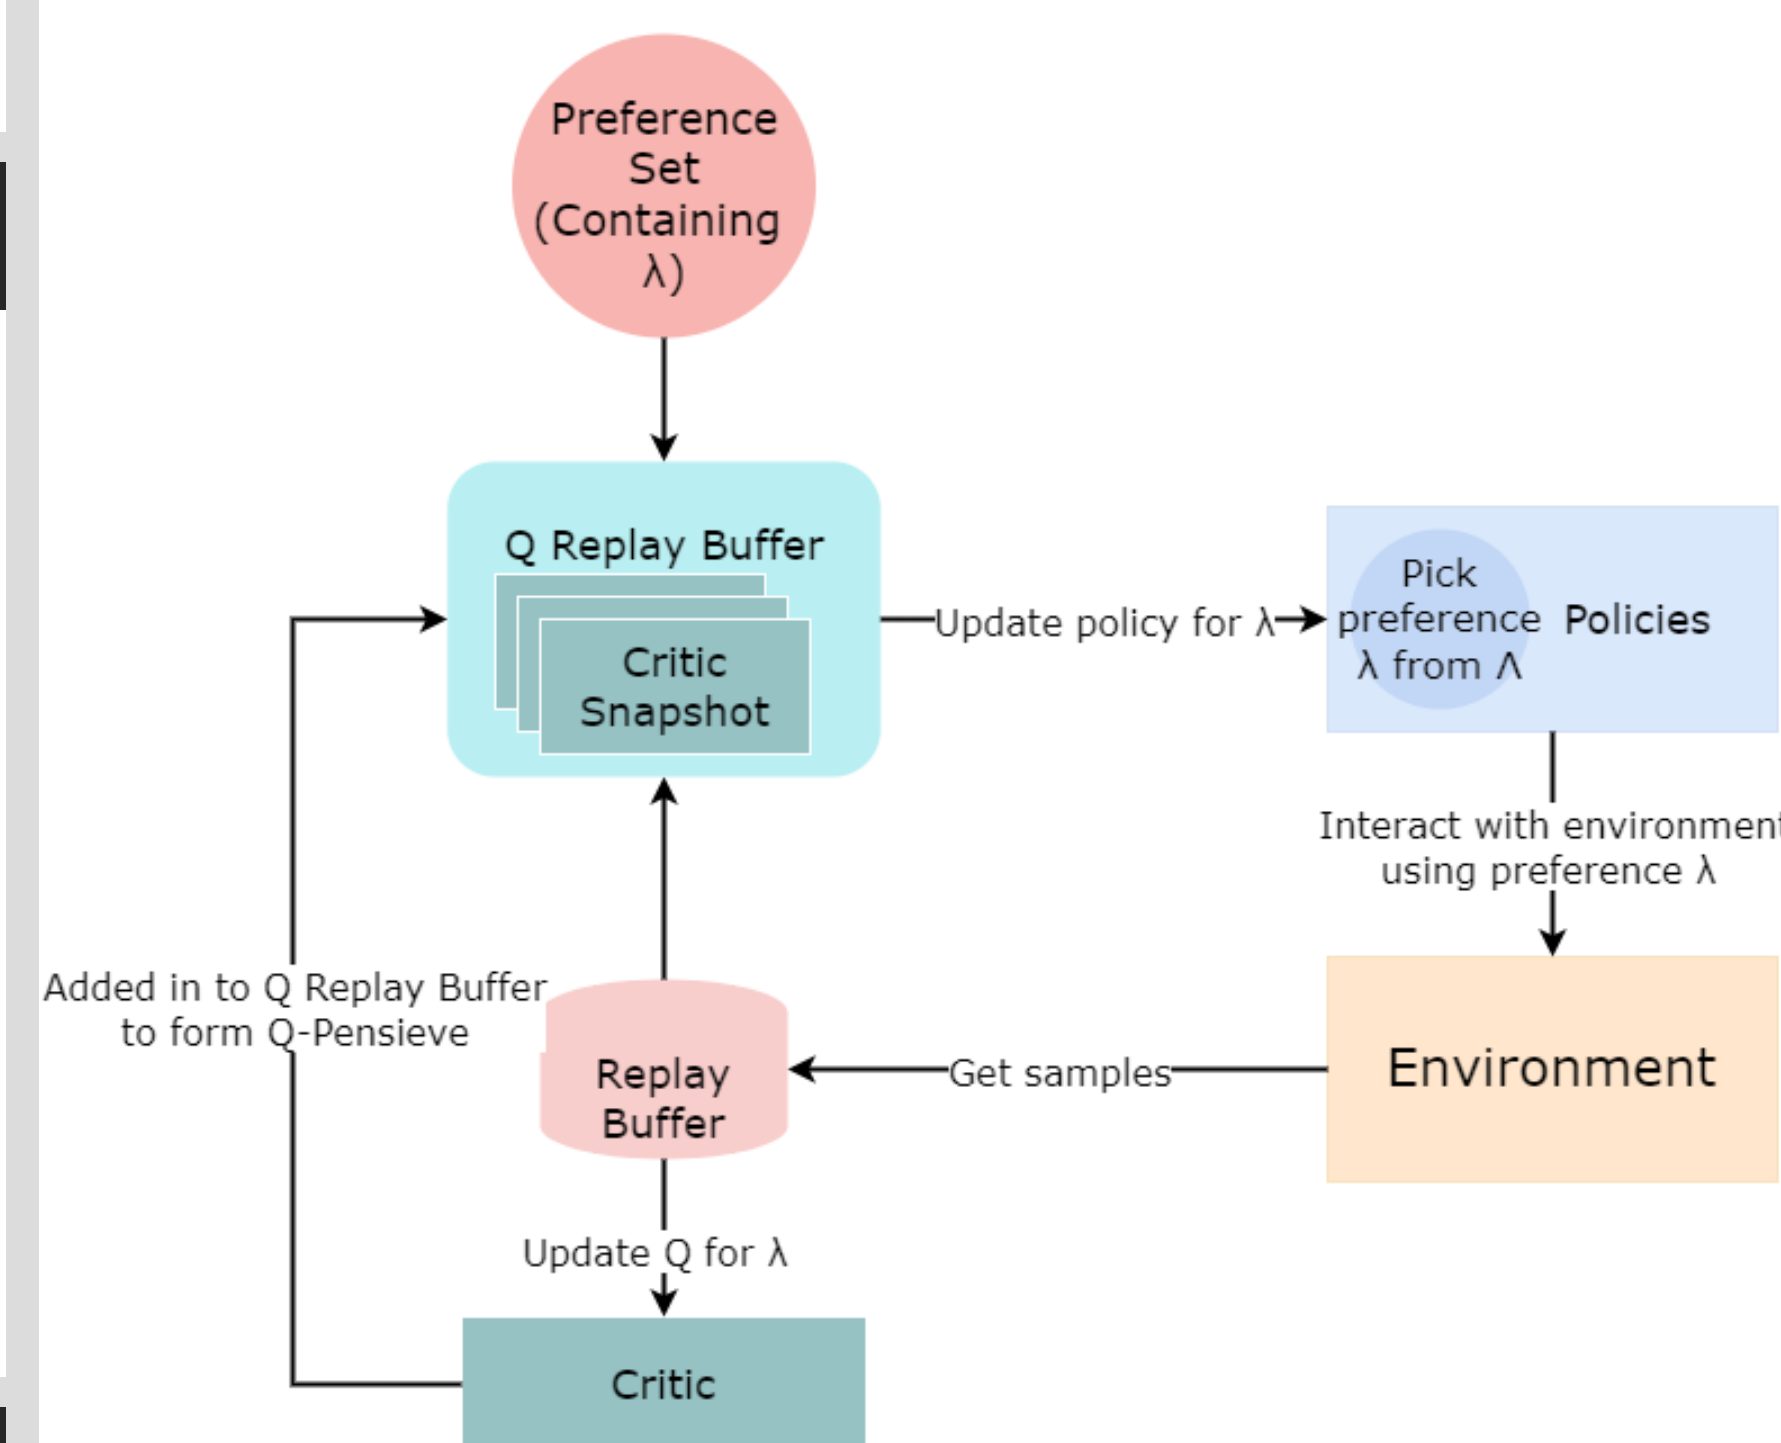 Preference
Set
(Containing
λ)
Q Replay Buffer
Critic
Snapshot
Update policy for λ
Pick
preference
λ from Λ
Policies
Interact with environment
using preference λ
Added in to Q Replay Buffer
to form Q-Pensieve
Replay
Buffer
Get samples
Environment
Update Q for λ
Critic